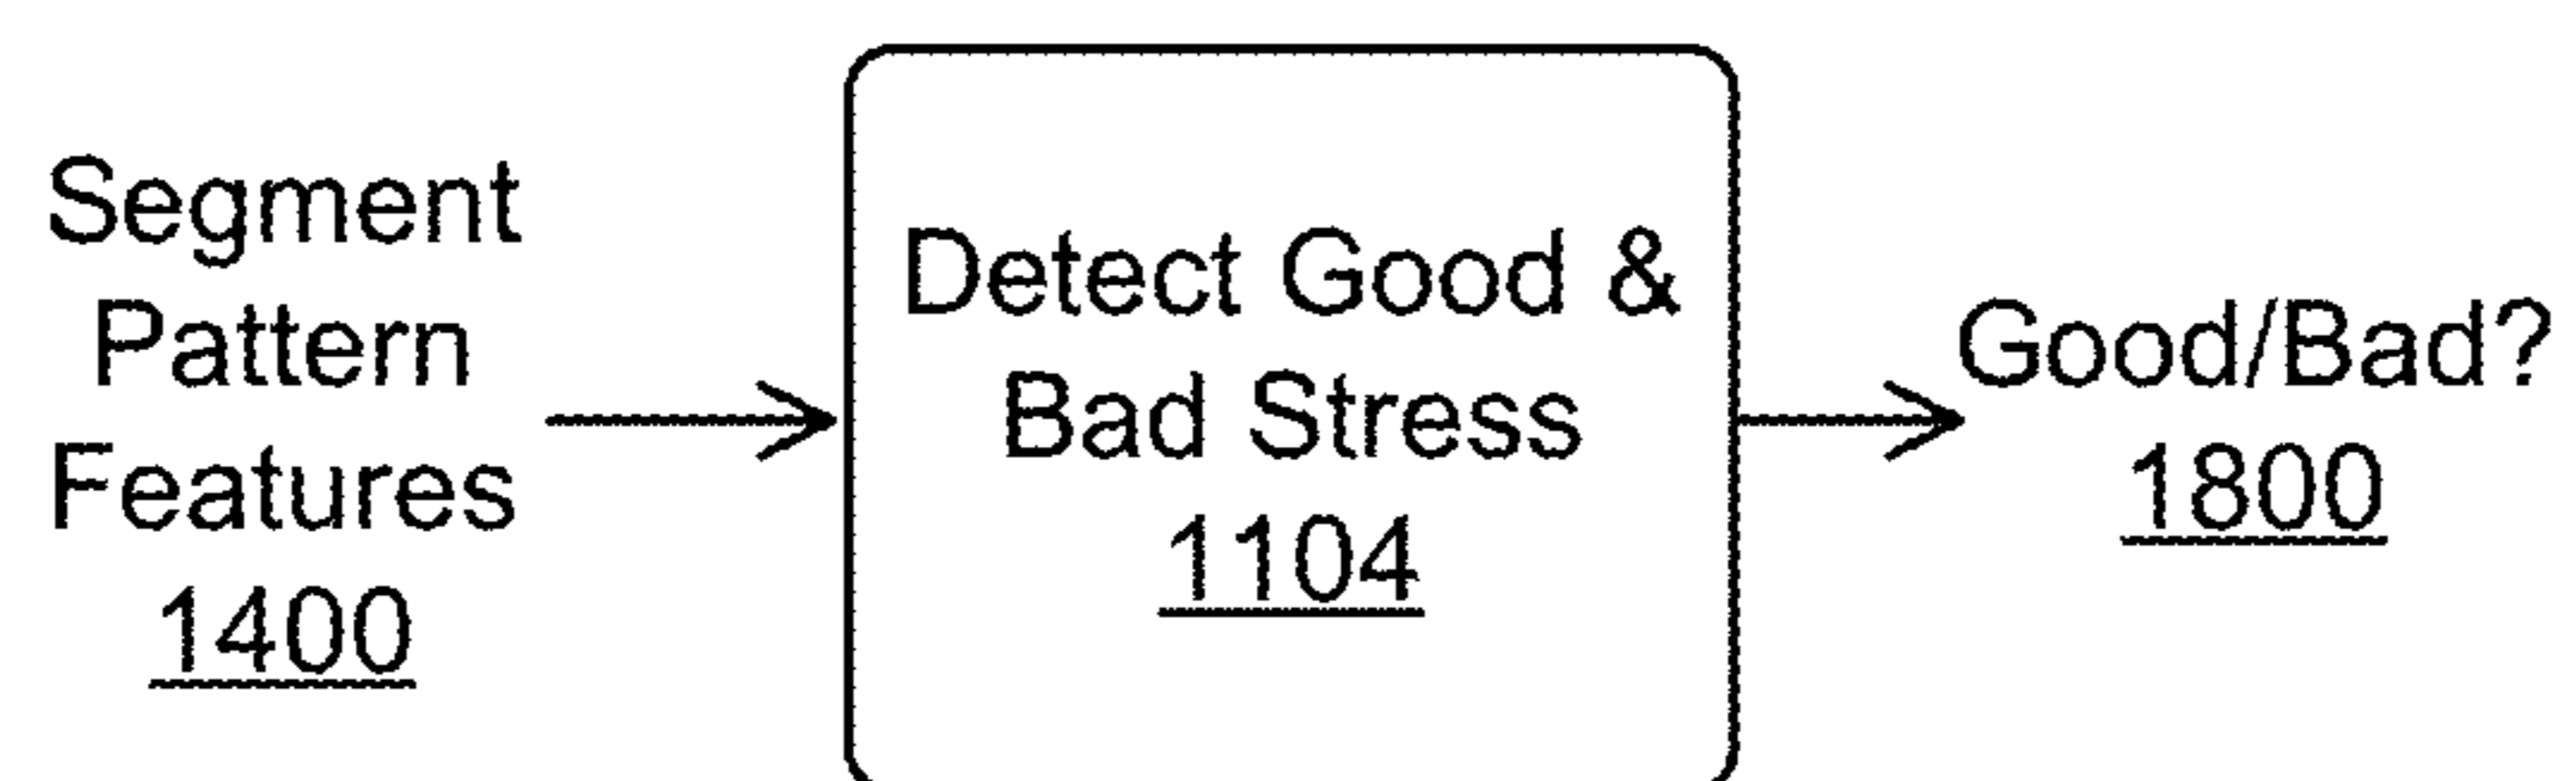 Segment
Pattern
Features
1400
Detect Good &
Bad Stress
1104
Good/Bad?
1800